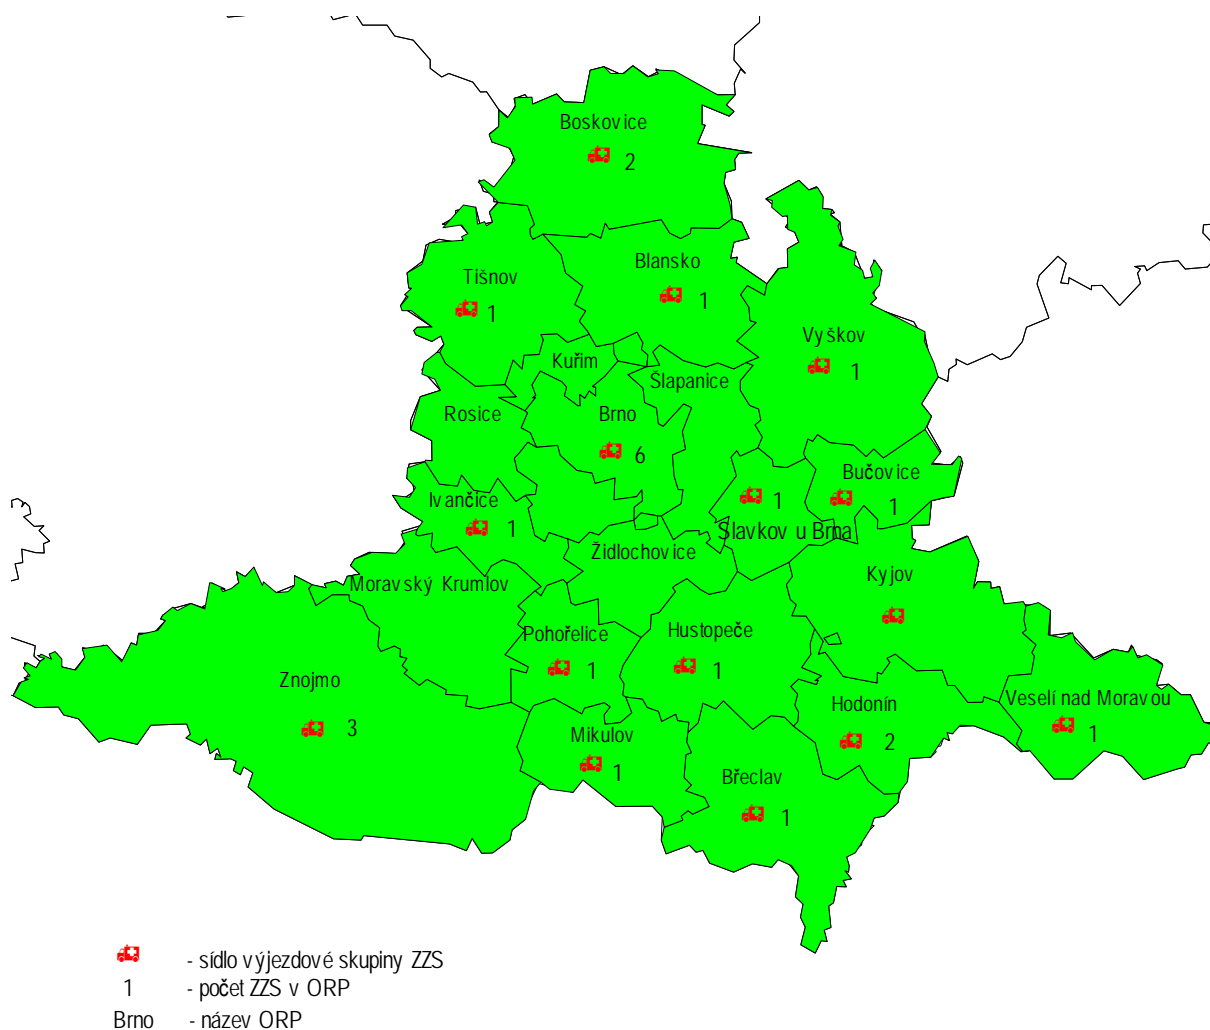 Boskovice
2
Blansko
1
Tišnov
1
Vyškov
1
Kuřim
Šlapanice
Rosice
Brno
6
Bučovice
1
Ivančice
1
1
Slavkov u Brna
Židlochovice
Moravský Krumlov
Kyjov
Pohořelice
1
Hustopeče
1
Znojmo
3
Hodonín
2
Veselí nad Moravou
1
Mikulov
1
Břeclav
1
- sídlo výjezdové skupiny ZZS
1 - počet ZZS v ORP
Brno - název ORP